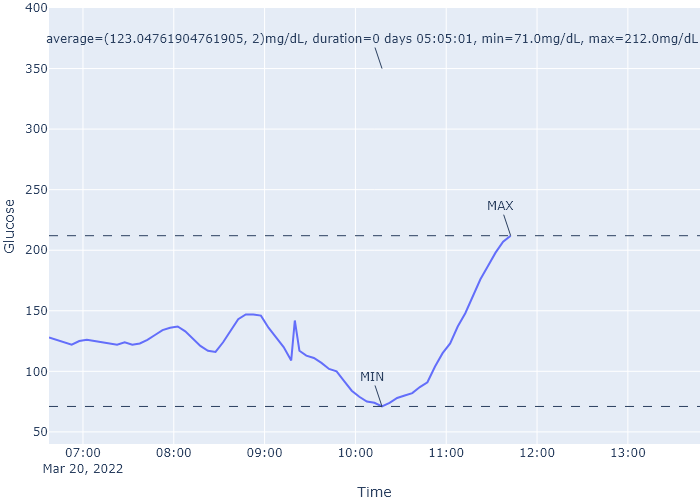 400
average=(123.04761904761905, 2)mg/dL, duration=0 days 05:05:01, min=71.0mg/dL, max=212.0mg/dL
350
300
250
MAX
200
Glucose
150
MIN
100
50
07:00 08:00 09:00 10:00 11:00 12:00 13:00
Mar 20, 2022
Time